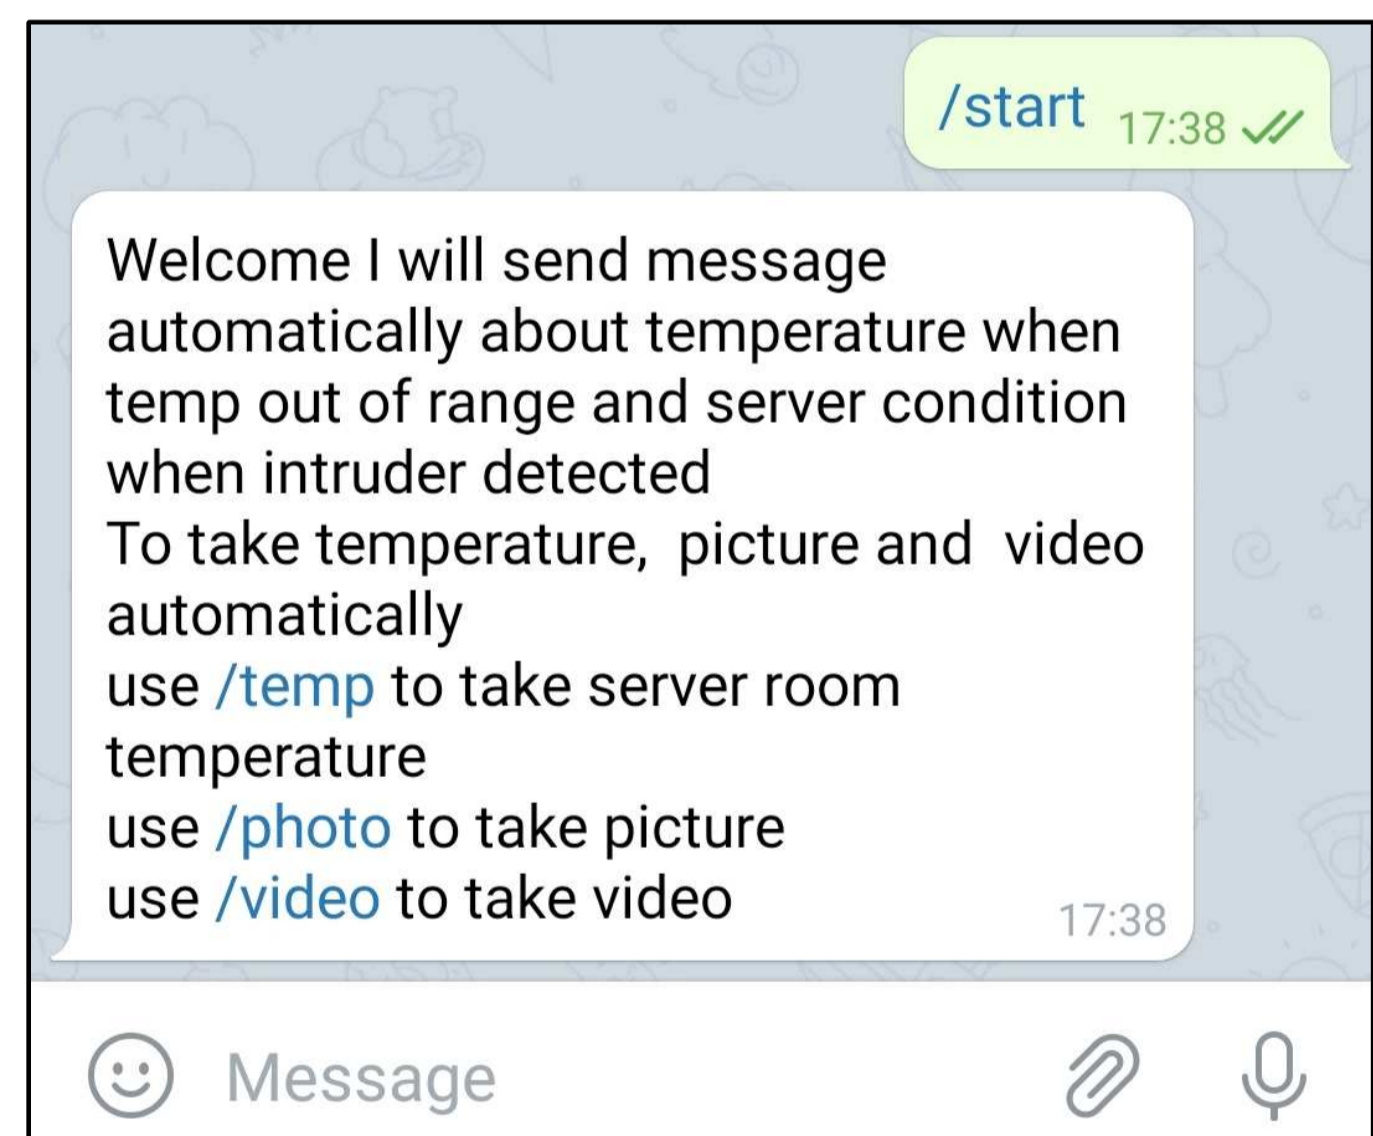 /start 17:38
Welcome I will send message
automatically about temperature when
temp out of range and server condition
when intruder detected
To take temperature,  picture and  video
automatically
use /temp to take server room
temperature
use /photo to take picture
use /video to take video
17:38
Message